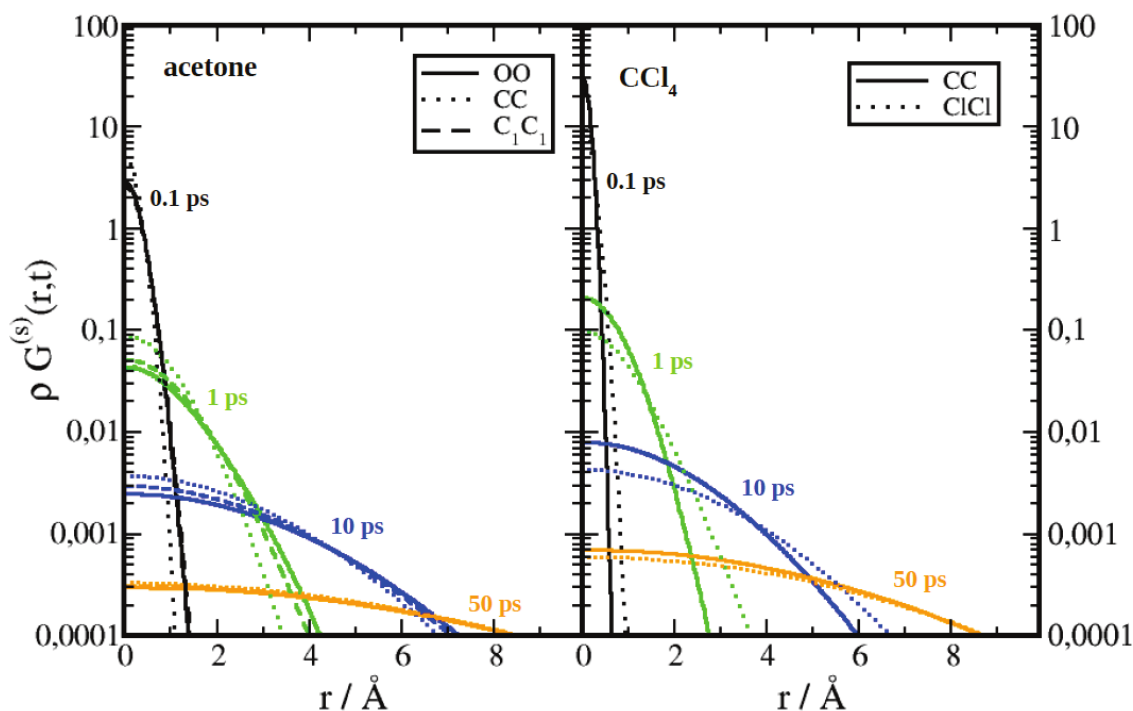 acetone
OO
CC
C₁C₁
0.1 ps
1 ps
10 ps
50 ps
100
10
1
0,1
0,01
0,001
0,0001
ρ G⁽ˢ⁾(r,t)
0 2 4 6 8
r / Å
CCl₄
CC
ClCl
0.1 ps
1 ps
10 ps
50 ps
100
10
1
0,1
0,01
0,001
0,0001
0 2 4 6 8
r / Å